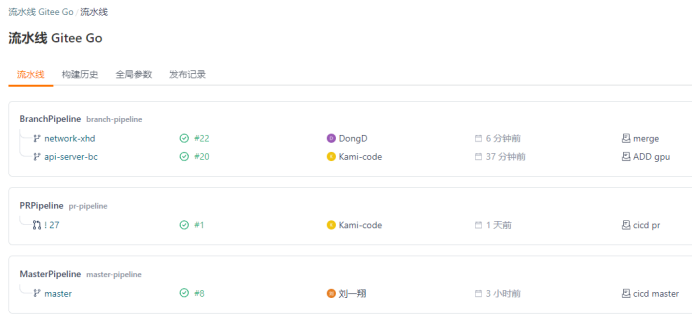 流水线 Gitee Go / 流水线
流水线 Gitee Go
流水线 构建历史 全局参数 发布记录
BranchPipeline branch-pipeline
network-xhd #22 DongD 6 分钟前 merge
api-server-bc #20 Kami-code 37 分钟前 ADD gpu
PRPipeline pr-pipeline
! 27 #1 Kami-code 1 天前 cicd pr
MasterPipeline master-pipeline
master #8 刘一翔 3 小时前 cicd master